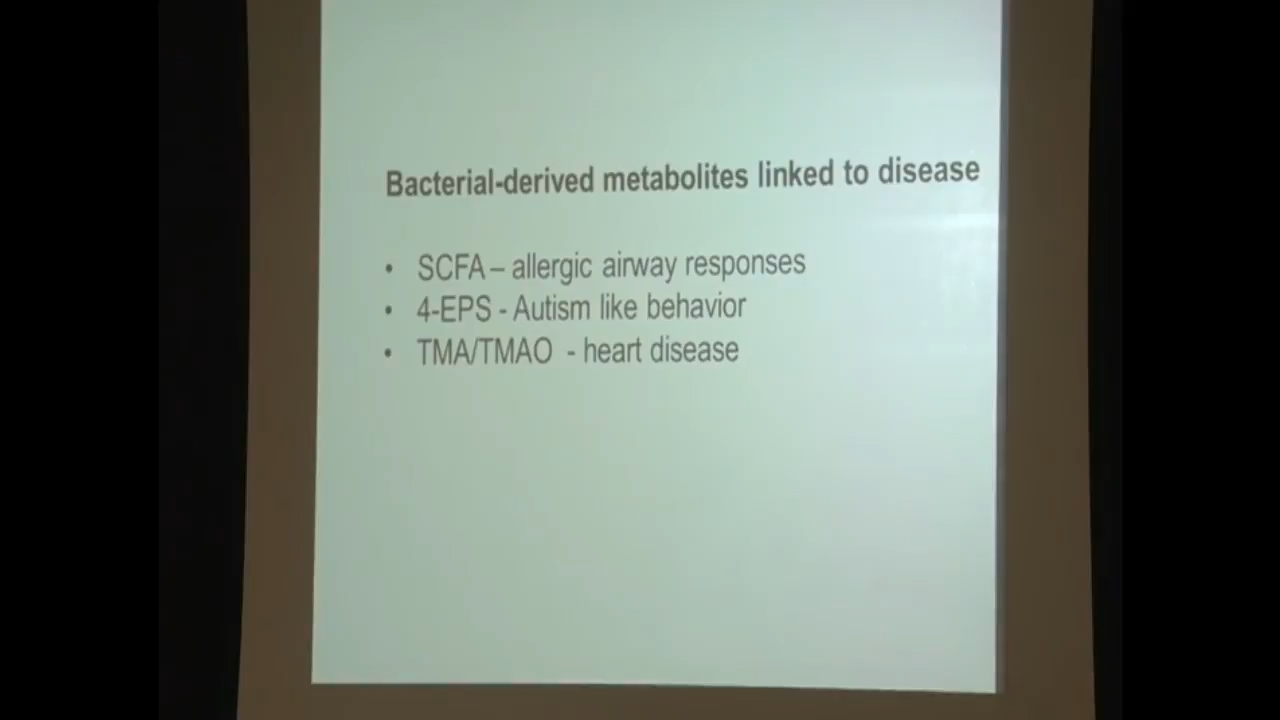 Bacterial-derived metabolites linked to disease
• SCFA – allergic airway responses
• 4-EPS - Autism like behavior
• TMA/TMAO - heart disease